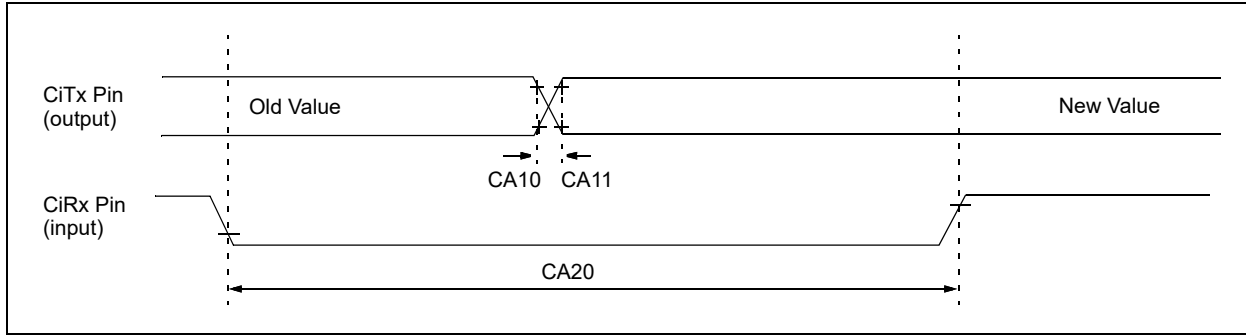 CiTx Pin
(output)
Old Value
New Value
CA10 CA11
CiRx Pin
(input)
CA20